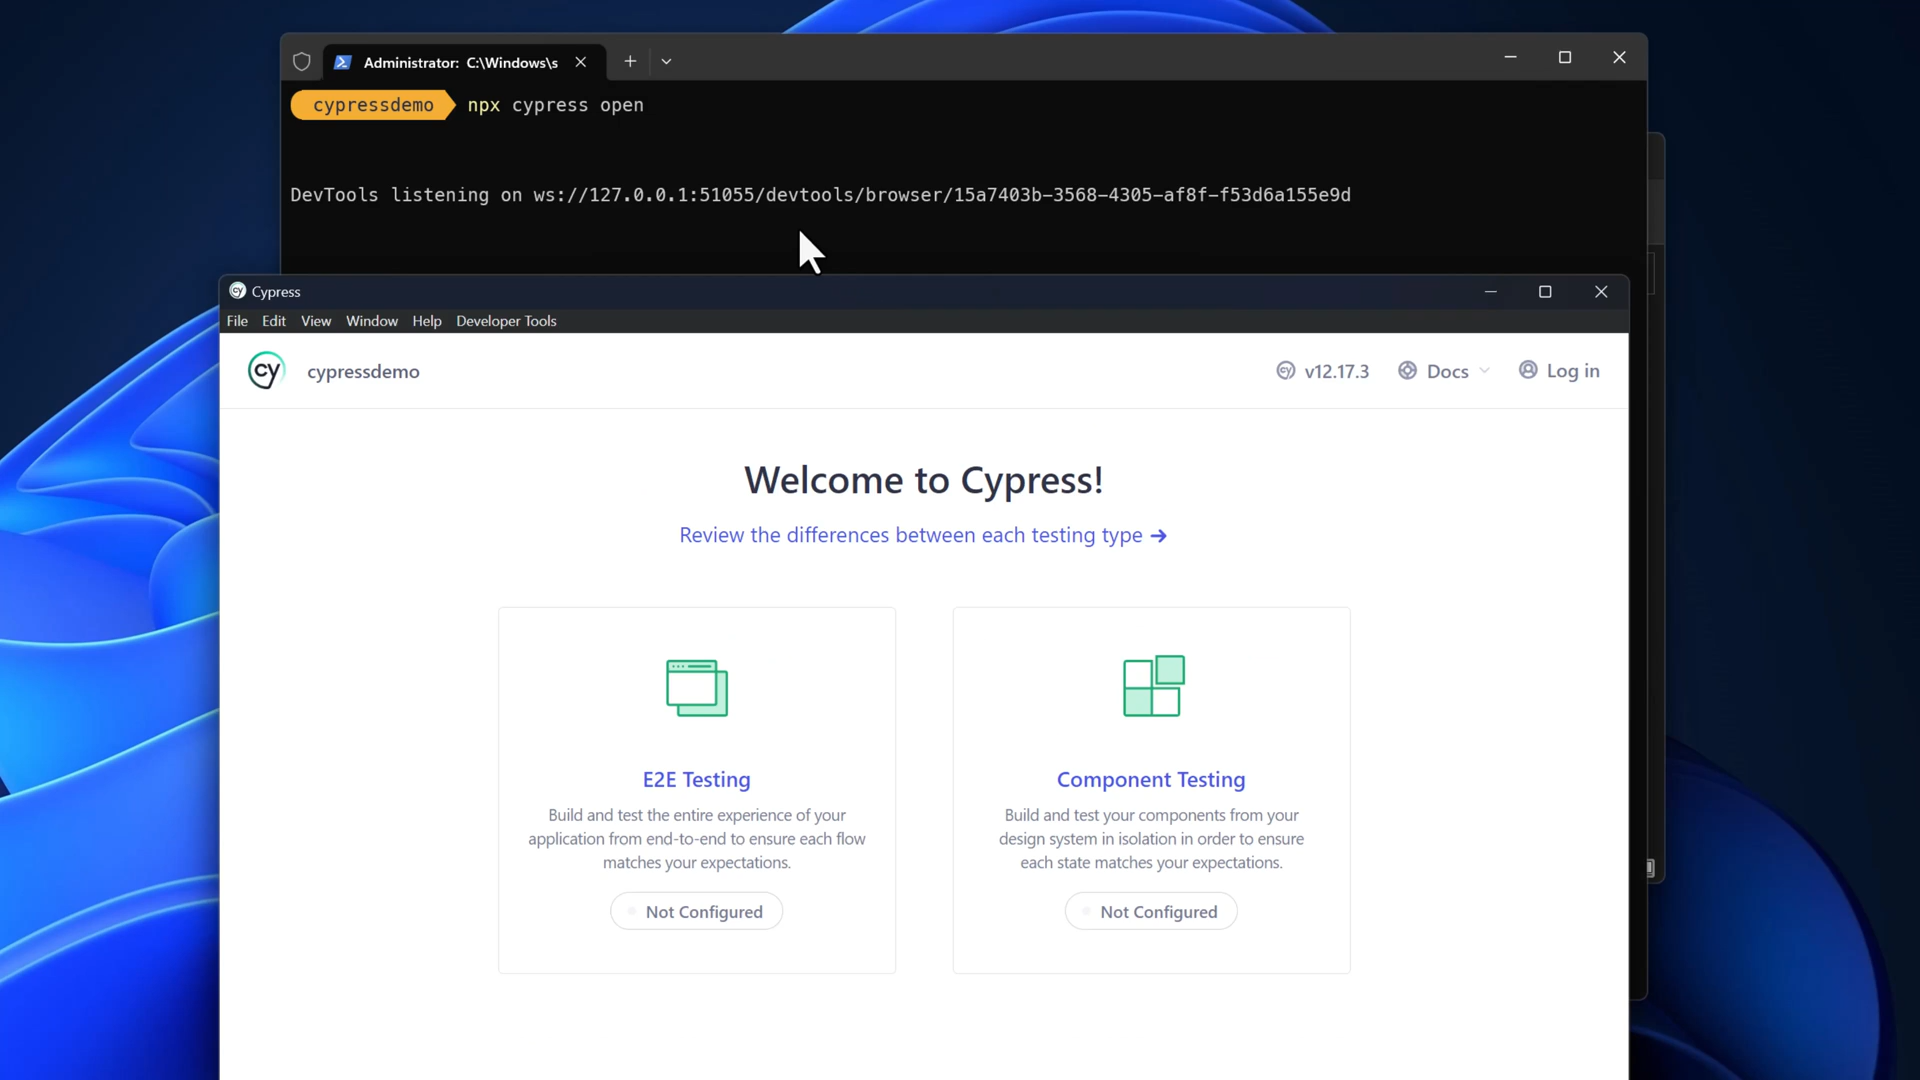 Administrator: C:\Windows\s
cypressdemo npx cypress open
DevTools listening on ws://127.0.0.1:51055/devtools/browser/15a7403b-3568-4305-af8f-f53d6a155e9d
cy Cypress
File Edit View Window Help Developer Tools
cy cypressdemo
cy v12.17.3 Docs Log in
Welcome to Cypress!
Review the differences between each testing type →
E2E Testing
Build and test the entire experience of your
application from end-to-end to ensure each flow
matches your expectations.
Not Configured
Component Testing
Build and test your components from your
design system in isolation in order to ensure
each state matches your expectations.
Not Configured